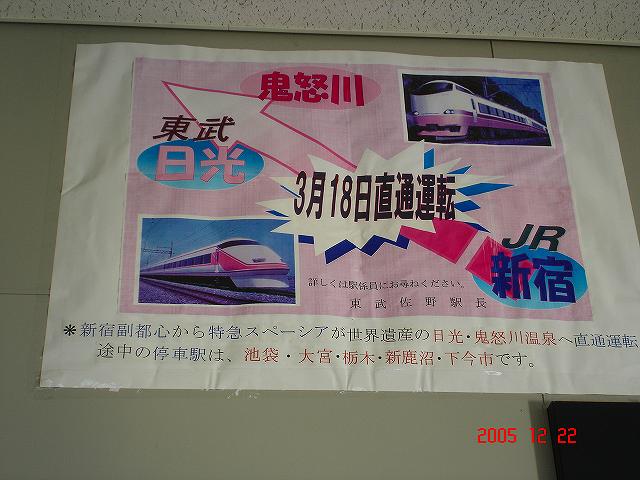 鬼怒川
東武
日光
3月18日直通運転
JR
新宿
詳しくは駅係員にお尋ねください。
東武佐野駅長
＊新宿副都心から特急スペーシアが世界遺産の日光・鬼怒川温泉へ直通運転
途中の停車駅は、池袋・大宮・栃木・新鹿沼・下今市です。
2005 12 22